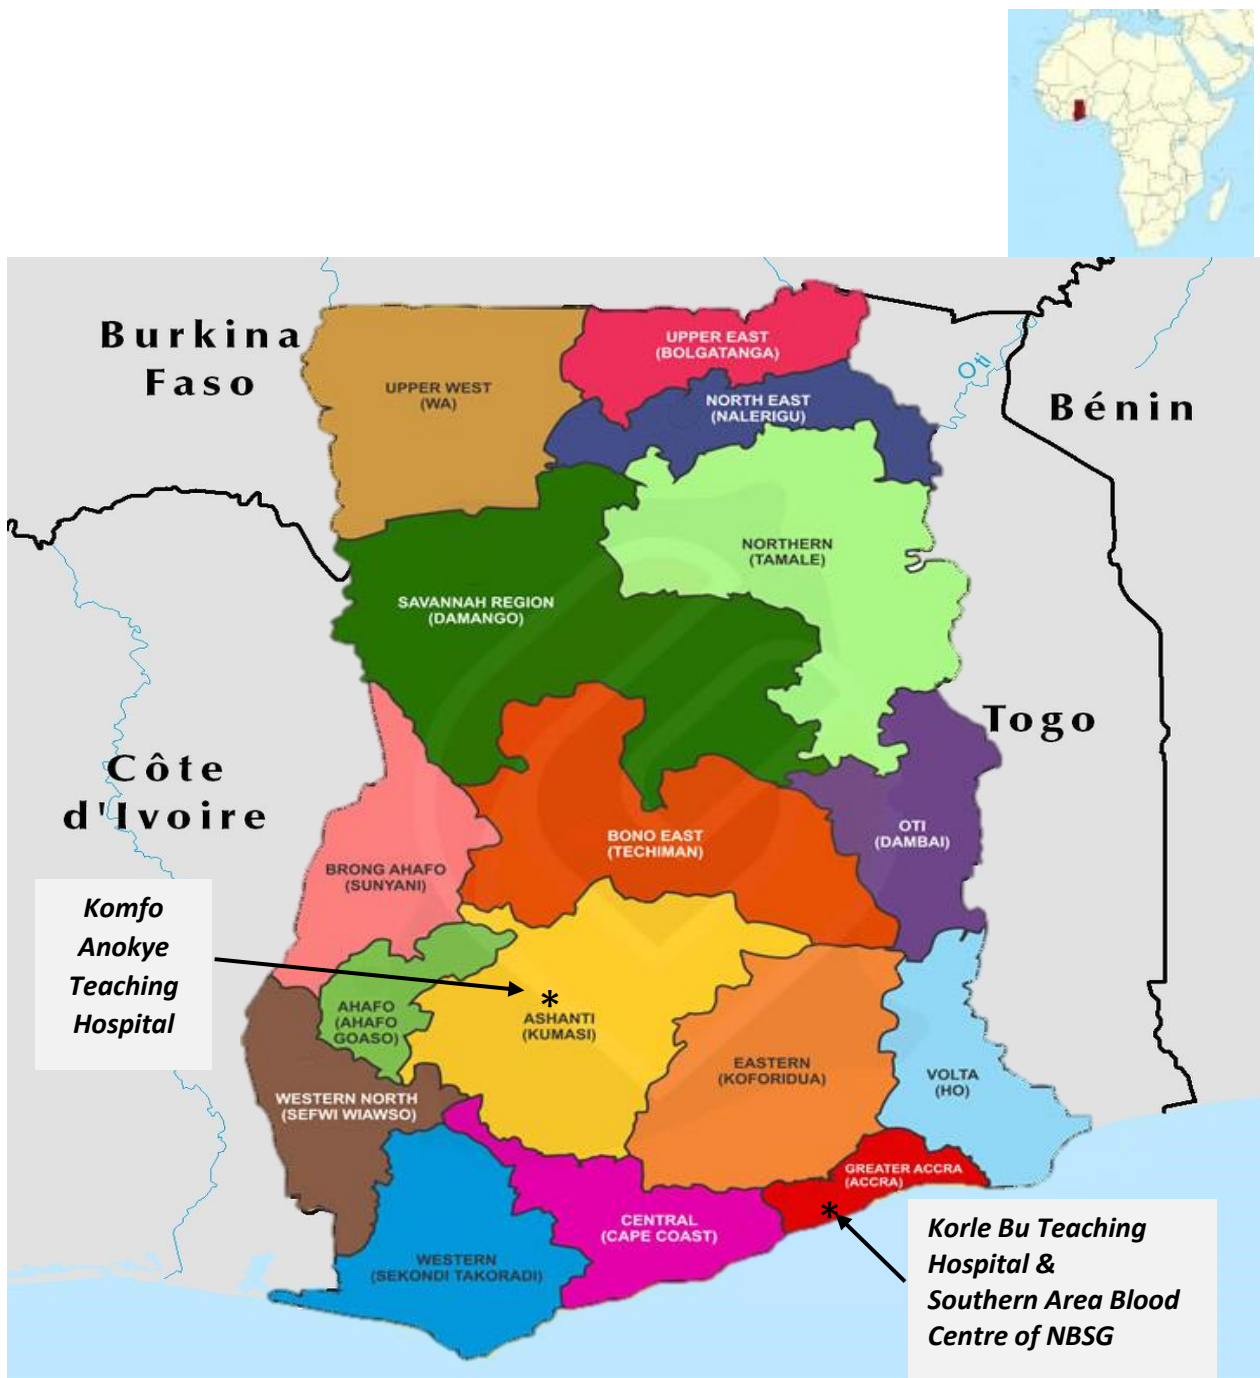 Burkina
Faso
UPPER WEST
(WA)
UPPER EAST
(BOLGATANGA)
NORTH EAST
(NALERIGU)
Oti
Bénin
NORTHERN
(TAMALE)
SAVANNAH REGION
(DAMANGO)
Togo
Côte
d'Ivoire
BONO EAST
(TECHIMAN)
OTI
(DAMBAI)
BRONG AHAFO
(SUNYANI)
Komfo
Anokye
Teaching
Hospital
*
AHAFO
(AHAFO
GOASO)
ASHANTI
(KUMASI)
EASTERN
(KOFORIDUA)
VOLTA
(HO)
WESTERN NORTH
(SEFWI WIAWSO)
GREATER ACCRA
(ACCRA)
*
CENTRAL
(CAPE COAST)
WESTERN
(SEKONDI TAKORADI)
Korle Bu Teaching
Hospital &
Southern Area Blood
Centre of NBSG